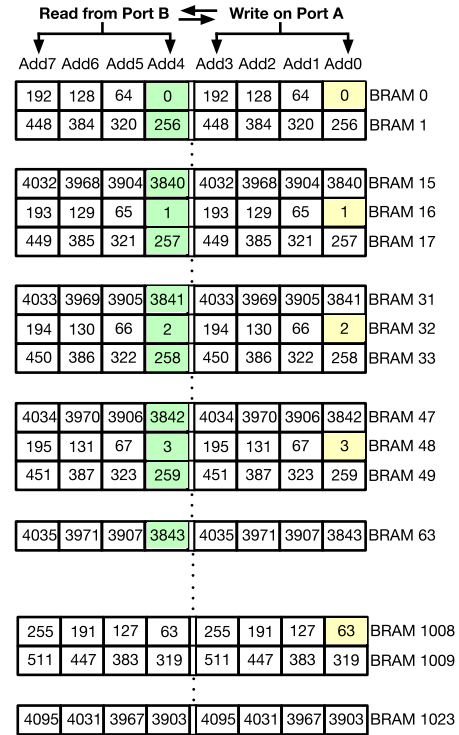 Read from Port B Write on Port A
Add7 Add6 Add5 Add4 Add3 Add2 Add1 Add0
192 128 64 0 192 128 64 0 BRAM 0
448 384 320 256 448 384 320 256 BRAM 1
4032 3968 3904 3840 4032 3968 3904 3840 BRAM 15
193 129 65 1 193 129 65 1 BRAM 16
449 385 321 257 449 385 321 257 BRAM 17
4033 3969 3905 3841 4033 3969 3905 3841 BRAM 31
194 130 66 2 194 130 66 2 BRAM 32
450 386 322 258 450 386 322 258 BRAM 33
4034 3970 3906 3842 4034 3970 3906 3842 BRAM 47
195 131 67 3 195 131 67 3 BRAM 48
451 387 323 259 451 387 323 259 BRAM 49
4035 3971 3907 3843 4035 3971 3907 3843 BRAM 63
255 191 127 63 255 191 127 63 BRAM 1008
511 447 383 319 511 447 383 319 BRAM 1009
4095 4031 3967 3903 4095 4031 3967 3903 BRAM 1023